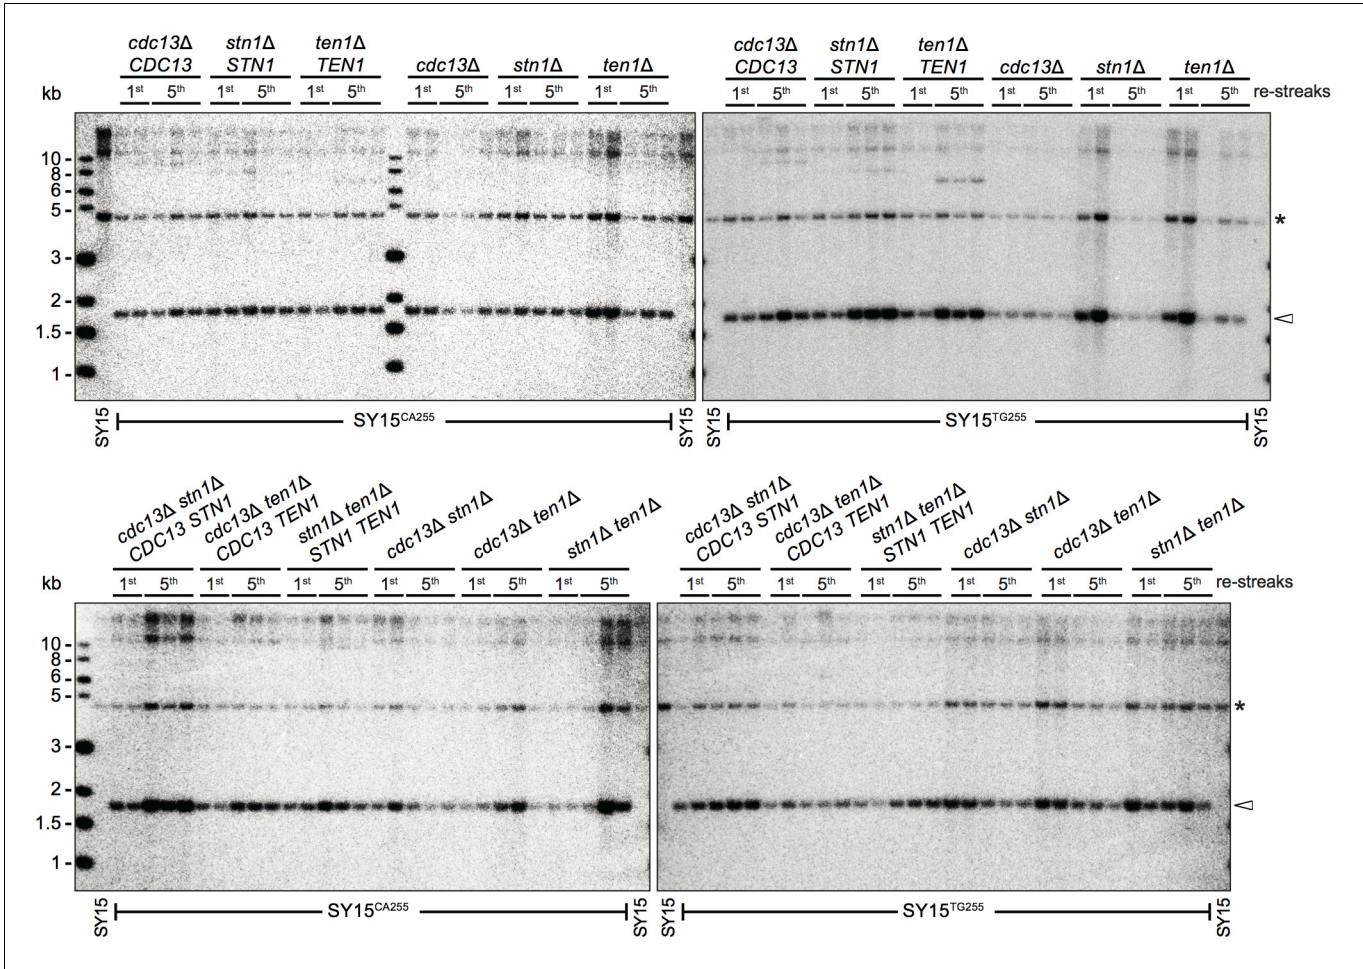 cdc13Δ stn1Δ ten1Δ
CDC13 STN1 TEN1 cdc13Δ stn1Δ ten1Δ
kb 1st 5th 1st 5th 1st 5th 1st 5th 1st 5th 1st 5th
10 -
8 -
6 -
5 -
3 -
2 -
1.5 -
1 -
SY15 SY15CA255 SY15
cdc13Δ stn1Δ ten1Δ
CDC13 STN1 TEN1 cdc13Δ stn1Δ ten1Δ
1st 5th 1st 5th 1st 5th 1st 5th 1st 5th 1st 5th re-streaks
*
SY15 SY15TG255 SY15
cdc13Δ stn1Δ
CDC13 STN1
cdc13Δ ten1Δ
CDC13 TEN1
stn1Δ ten1Δ
STN1 TEN1
cdc13Δ stn1Δ
cdc13Δ ten1Δ
stn1Δ ten1Δ
kb 1st 5th 1st 5th 1st 5th 1st 5th 1st 5th 1st 5th
10 -
8 -
6 -
5 -
3 -
2 -
1.5 -
1 -
SY15 SY15CA255 SY15
cdc13Δ stn1Δ
CDC13 STN1
cdc13Δ ten1Δ
CDC13 TEN1
stn1Δ ten1Δ
STN1 TEN1
cdc13Δ stn1Δ
cdc13Δ ten1Δ
stn1Δ ten1Δ
1st 5th 1st 5th 1st 5th 1st 5th 1st 5th 1st 5th re-streaks
*
SY15 SY15TG255 SY15